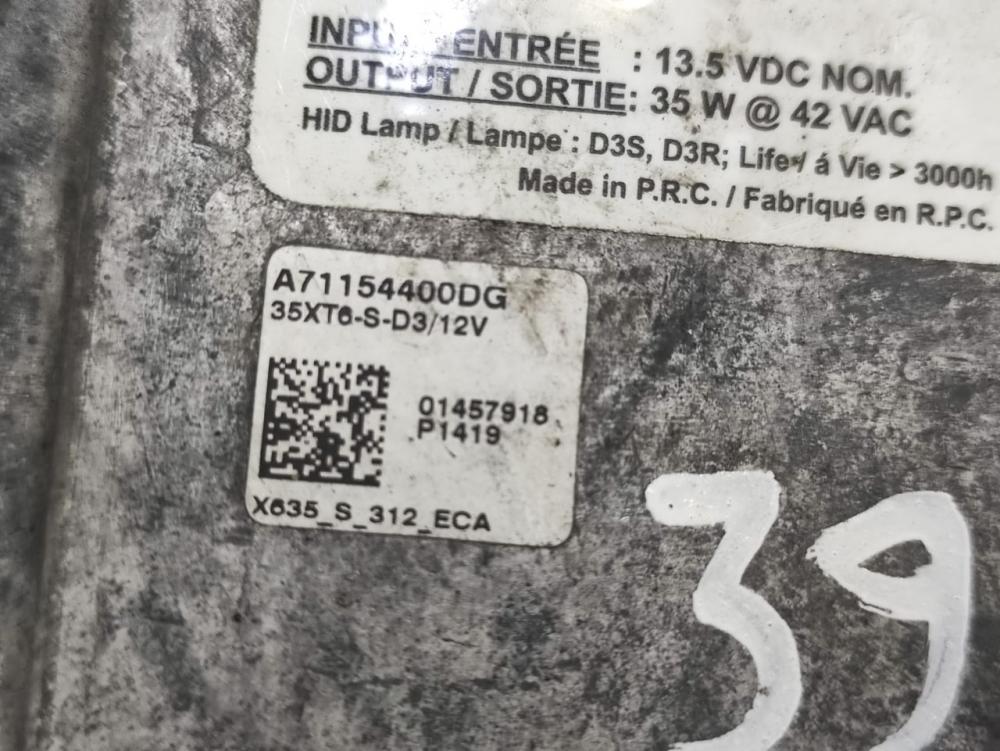 INPUT / ENTRÉE : 13.5 VDC NOM.
OUTPUT / SORTIE: 35 W @ 42 VAC
HID Lamp / Lampe : D3S, D3R; Life / á Vie > 3000h
Made in P.R.C. / Fabriqué en R.P.C.
A71154400DG
35XT6-S-D3/12V
01457918
P1419
X635_S_312_ECA
39